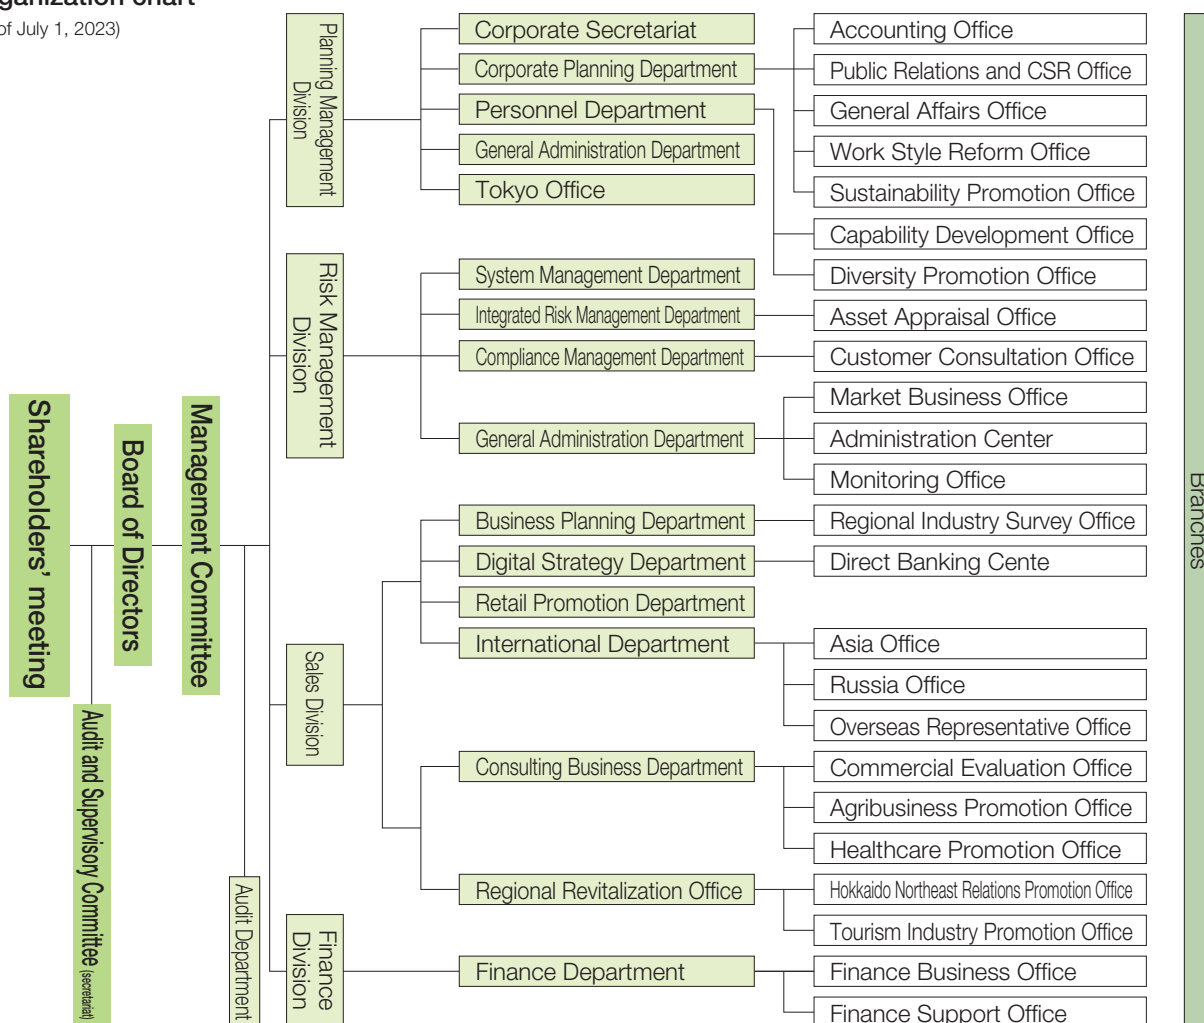 ganization chart
of July 1, 2023)
Shareholders' meeting
Audit and Supervisory Committee (secretariat)
Board of Directors
Management Committee
Audit Department
Planning Management
Division
Corporate Secretariat
Corporate Planning Department
Personnel Department
General Administration Department
Tokyo Office
Accounting Office
Public Relations and CSR Office
General Affairs Office
Work Style Reform Office
Sustainability Promotion Office
Capability Development Office
Diversity Promotion Office
Risk Management
Division
System Management Department
Integrated Risk Management Department
Compliance Management Department
General Administration Department
Asset Appraisal Office
Customer Consultation Office
Market Business Office
Administration Center
Monitoring Office
Sales Division
Business Planning Department
Digital Strategy Department
Retail Promotion Department
International Department
Regional Industry Survey Office
Direct Banking Cente
Asia Office
Russia Office
Overseas Representative Office
Consulting Business Department
Regional Revitalization Office
Commercial Evaluation Office
Agribusiness Promotion Office
Healthcare Promotion Office
Hokkaido Northeast Relations Promotion Office
Tourism Industry Promotion Office
Finance
Division
Finance Department
Finance Business Office
Finance Support Office
Branches